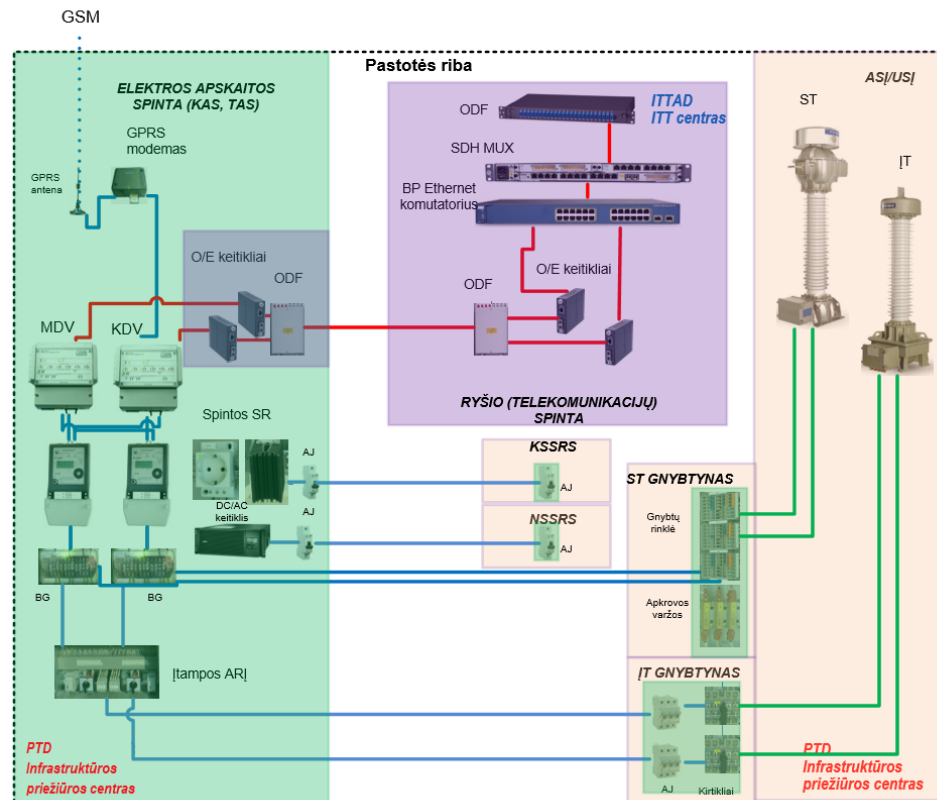 GSM
Pastotės riba
ELEKTROS APSKAITOS
SPINTA (KAS, TAS)
GPRS
modemas
GPRS
antena
O/E keitikliai
ODF
MDV
KDV
Spintos SR
AJ
DC/AC
keitiklis
AJ
BG
BG
Įtampos ARĮ
PTD
Infrastruktūros
priežiūros centras
ODF
ITTAD
ITT centras
SDH MUX
BP Ethernet
komutatorius
O/E keitikliai
ODF
RYŠIO (TELEKOMUNIKACIJŲ)
SPINTA
KSSRS
AJ
NSSRS
AJ
ST GNYBTYNAS
Gnybtų
rinklė
Apkrovos
varžos
ĮT GNYBTYNAS
AJ
Kirtikliai
ASĮ/USĮ
ST
ĮT
PTD
Infrastruktūros
priežiūros centras